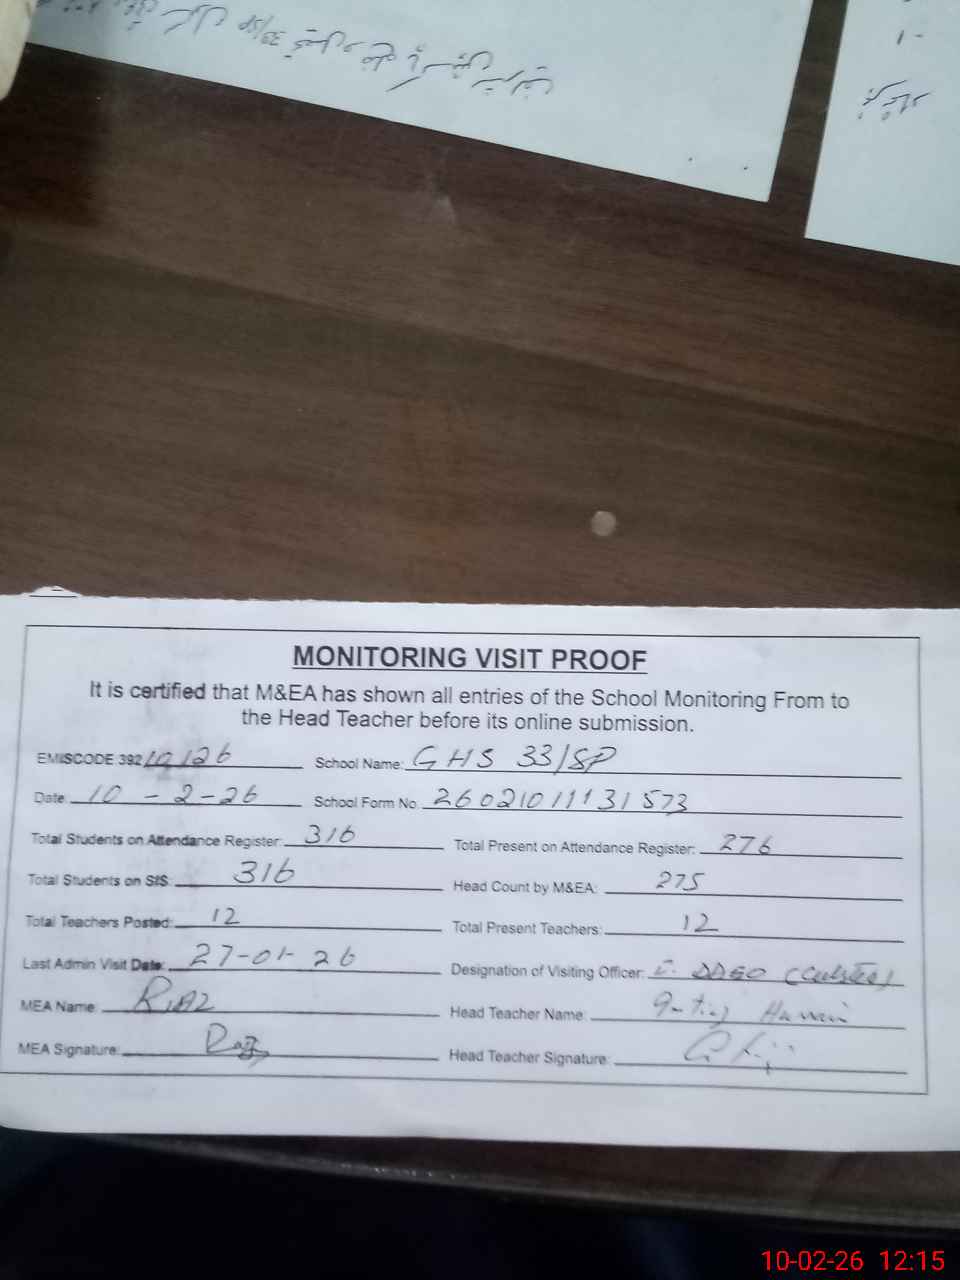 33/SP
MONITORING VISIT PROOF
It is certified that M&EA has shown all entries of the School Monitoring From to
the Head Teacher before its online submission.
EMISCODE 39210126 School Name: GHS 33/SP
Date: 10-2-26 School Form No. 26021011131573
Total Students on Attendance Register: 316 Total Present on Attendance Register: 276
Total Students on SIS: 316 Head Count by M&EA: 275
Total Teachers Posted: 12 Total Present Teachers: 12
Last Admin Visit Date: 27-01-26 Designation of Visiting Officer:
MEA Name: Riaz Head Teacher Name:
MEA Signature: Head Teacher Signature:
10-02-26 12:15